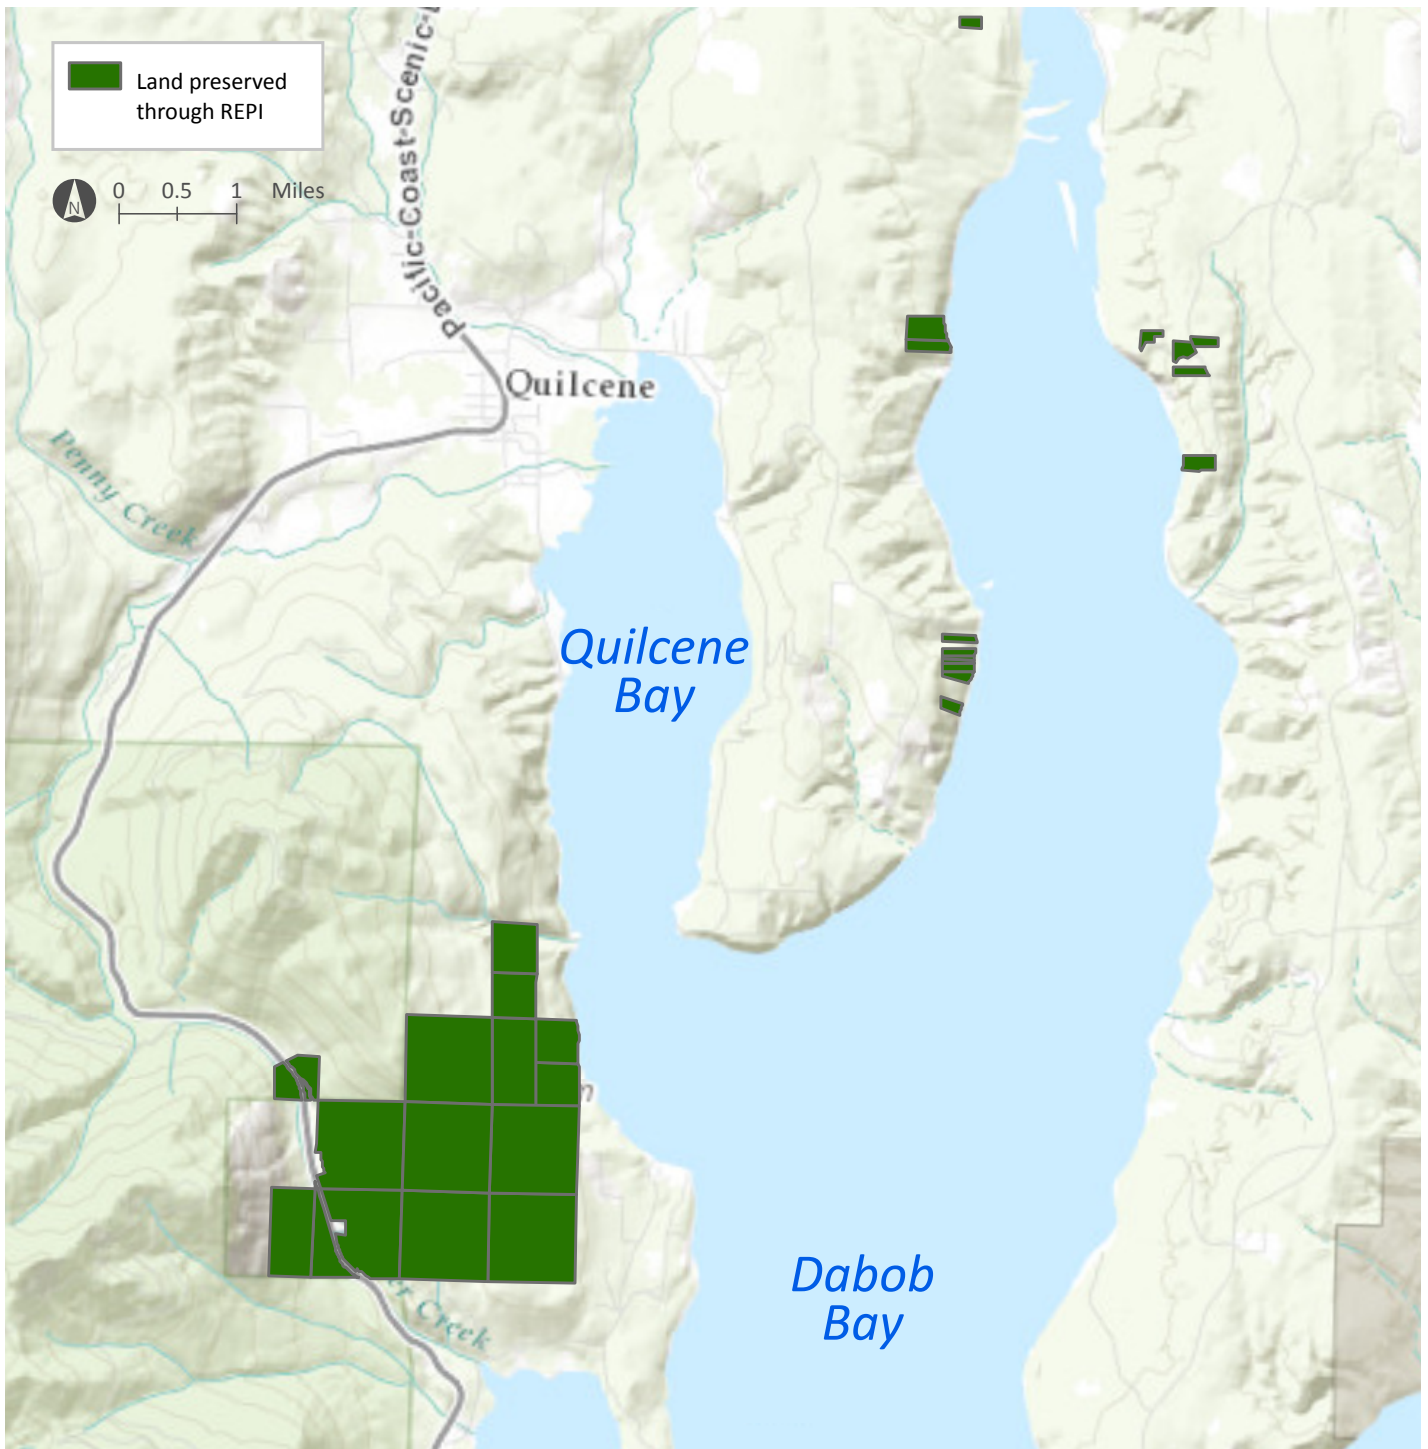 Land preserved
through REPI
N
0 0.5 1 Miles
Pacific-Coast-Scenic-
Quilcene
Penny Creek
Quilcene
Bay
Dabob
Bay
Creek